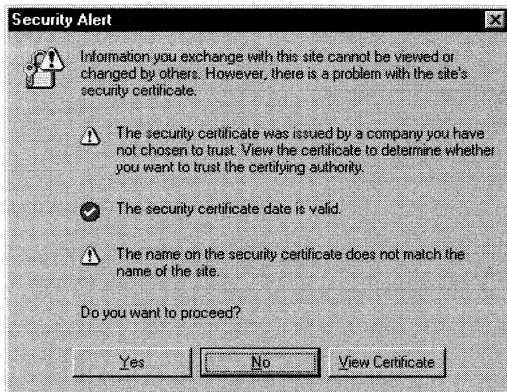 Security Alert
Information you exchange with this site cannot be viewed or
changed by others. However, there is a problem with the site's
security certificate.
The security certificate was issued by a company you have
not chosen to trust. View the certificate to determine whether
you want to trust the certifying authority.
The security certificate date is valid.
The name on the security certificate does not match the
name of the site.
Do you want to proceed?
Yes
No
View Certificate